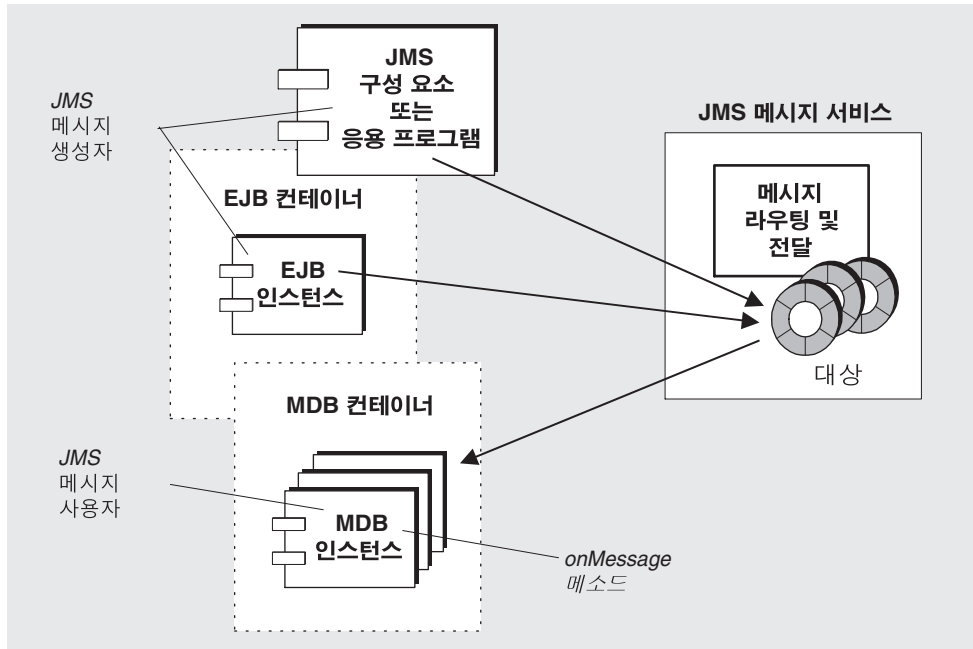 JMS
구성 요소
또는
응용 프로그램
JMS
메시지
생성자
JMS 메시지 서비스
메시지
라우팅 및
전달
EJB 컨테이너
EJB
인스턴스
대상
MDB 컨테이너
JMS
메시지
사용자
MDB
인스턴스
onMessage
메소드